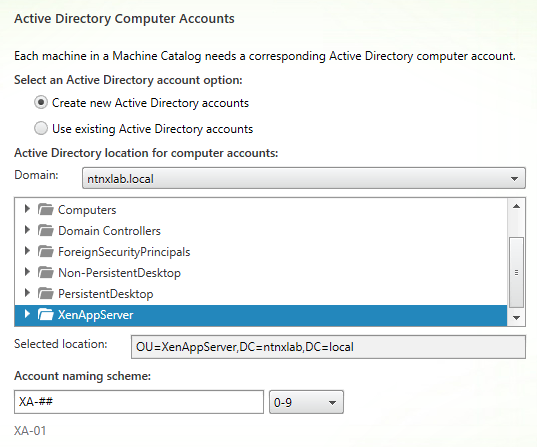 Active Directory Computer Accounts
Each machine in a Machine Catalog needs a corresponding Active Directory computer account.
Select an Active Directory account option:
Create new Active Directory accounts
Use existing Active Directory accounts
Active Directory location for computer accounts:
Domain: ntnxlab.local
Computers
Domain Controllers
ForeignSecurityPrincipals
Non-PersistentDesktop
PersistentDesktop
XenAppServer
Selected location: OU=XenAppServer,DC=ntnxlab,DC=local
Account naming scheme:
XA-## 0-9
XA-01